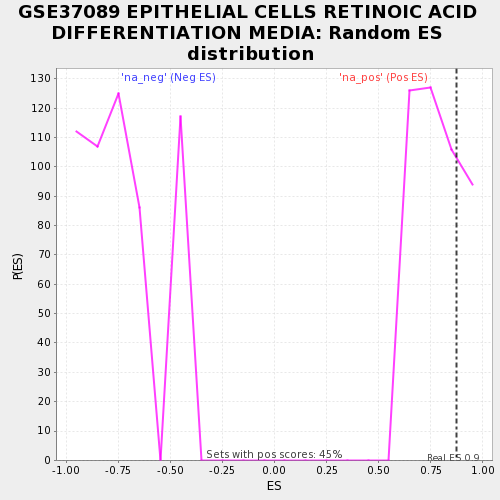 GSE37089 EPITHELIAL CELLS RETINOIC ACID
DIFFERENTIATION MEDIA: Random ES
distribution
'na_neg' (Neg ES)
'na_pos' (Pos ES)
130
120
110
100
90
80
70
60
50
40
30
20
10
0
P(ES)
Sets with pos scores: 45%
Real ES 0.9
-1.00
-0.75
-0.50
-0.25
0.00
0.25
0.50
0.75
1.00
ES